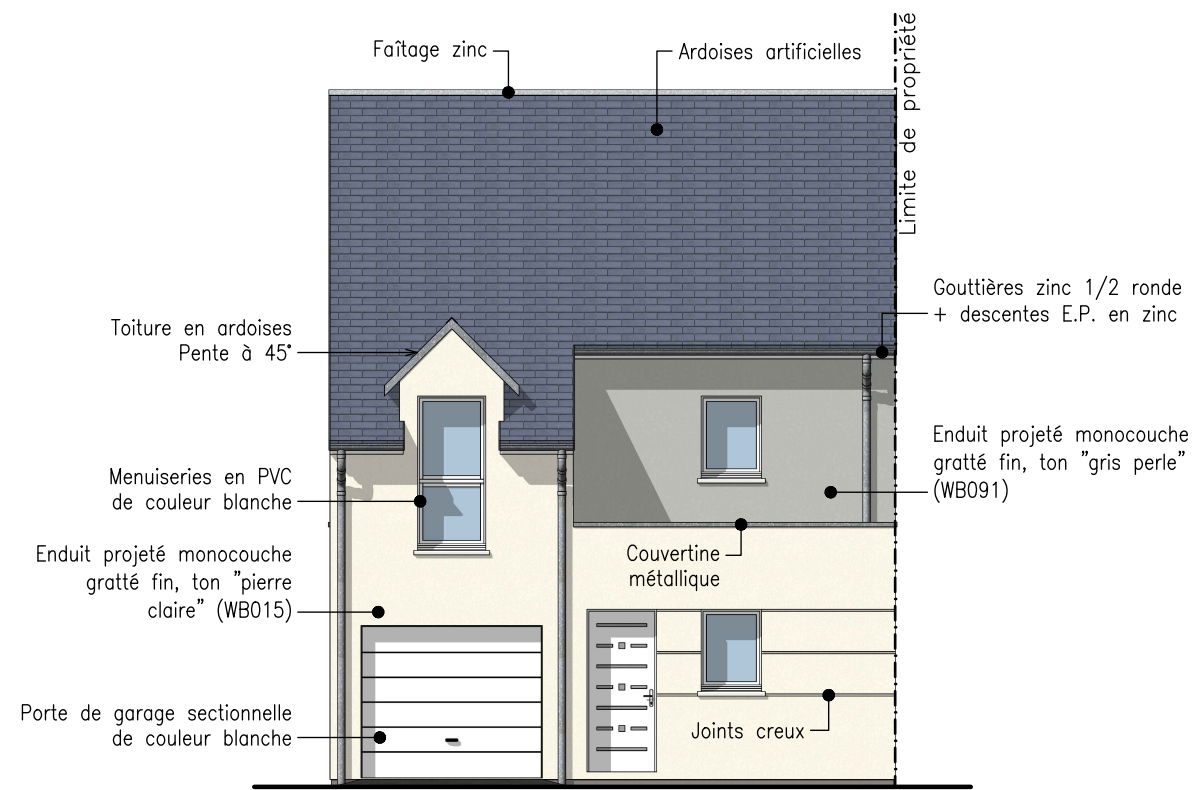 Faîtage zinc
Ardoises artificielles
Limite de propriété
Gouttières zinc 1/2 ronde
+ descentes E.P. en zinc
Toiture en ardoises
Pente à 45°
Enduit projeté monocouche
gratté fin, ton "gris perle"
(WB091)
Menuiseries en PVC
de couleur blanche
Couvertine
métallique
Enduit projeté monocouche
gratté fin, ton "pierre
claire" (WB015)
Porte de garage sectionnelle
de couleur blanche
Joints creux